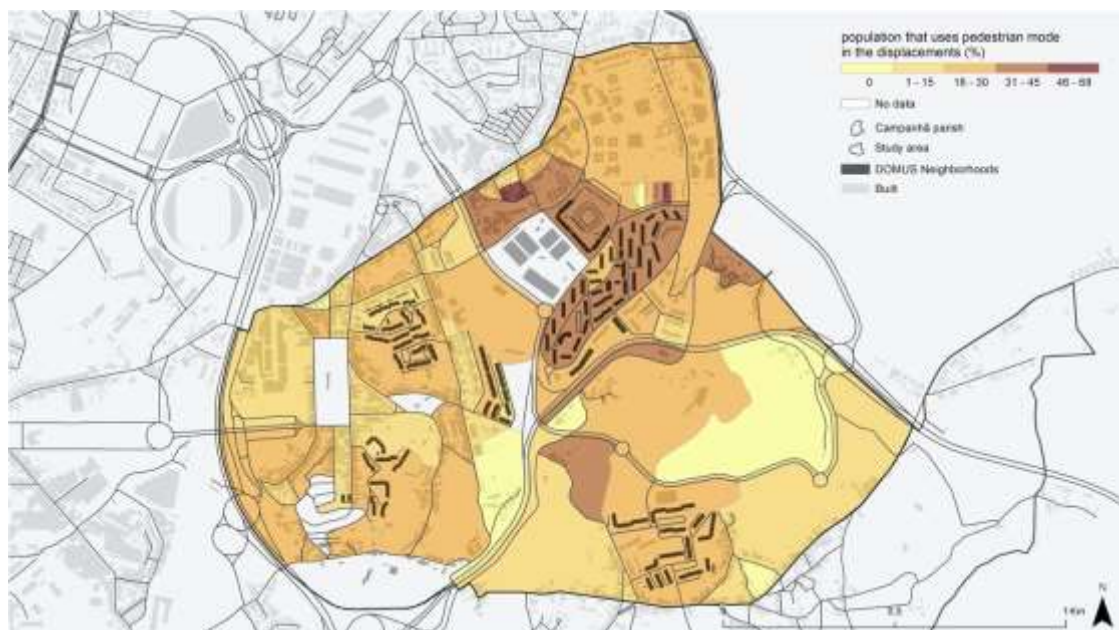 population that uses pedestrian mode
in the displacements (%)
0 1 - 15 18 - 30 31 - 45 46 - 68
No data
Campanhã parish
Study area
DOMUS Neighborhoods
Built
N